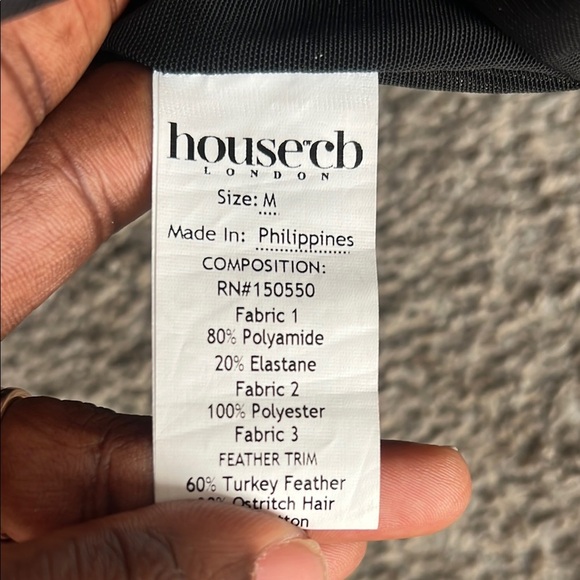 house of cb
LONDON
Size: M
Made In: Philippines
COMPOSITION:
RN#150550
Fabric 1
80% Polyamide
20% Elastane
Fabric 2
100% Polyester
Fabric 3
FEATHER TRIM
60% Turkey Feather
Ostritch Hair